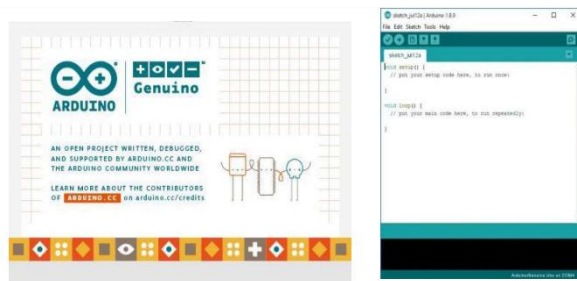 ARDUINO
Genuino
AN OPEN PROJECT WRITTEN, DEBUGGED,
AND SUPPORTED BY ARDUINO.CC AND
THE ARDUINO COMMUNITY WORLDWIDE
LEARN MORE ABOUT THE CONTRIBUTORS
OF ARDUINO.CC on arduino.cc/credits
sketch_jul12a | Arduino 1.8.9
File Edit Sketch Tools Help
sketch_jul12a
void setup() {
// put your setup code here, to run once:
}
void loop() {
// put your main code here, to run repeatedly:
}